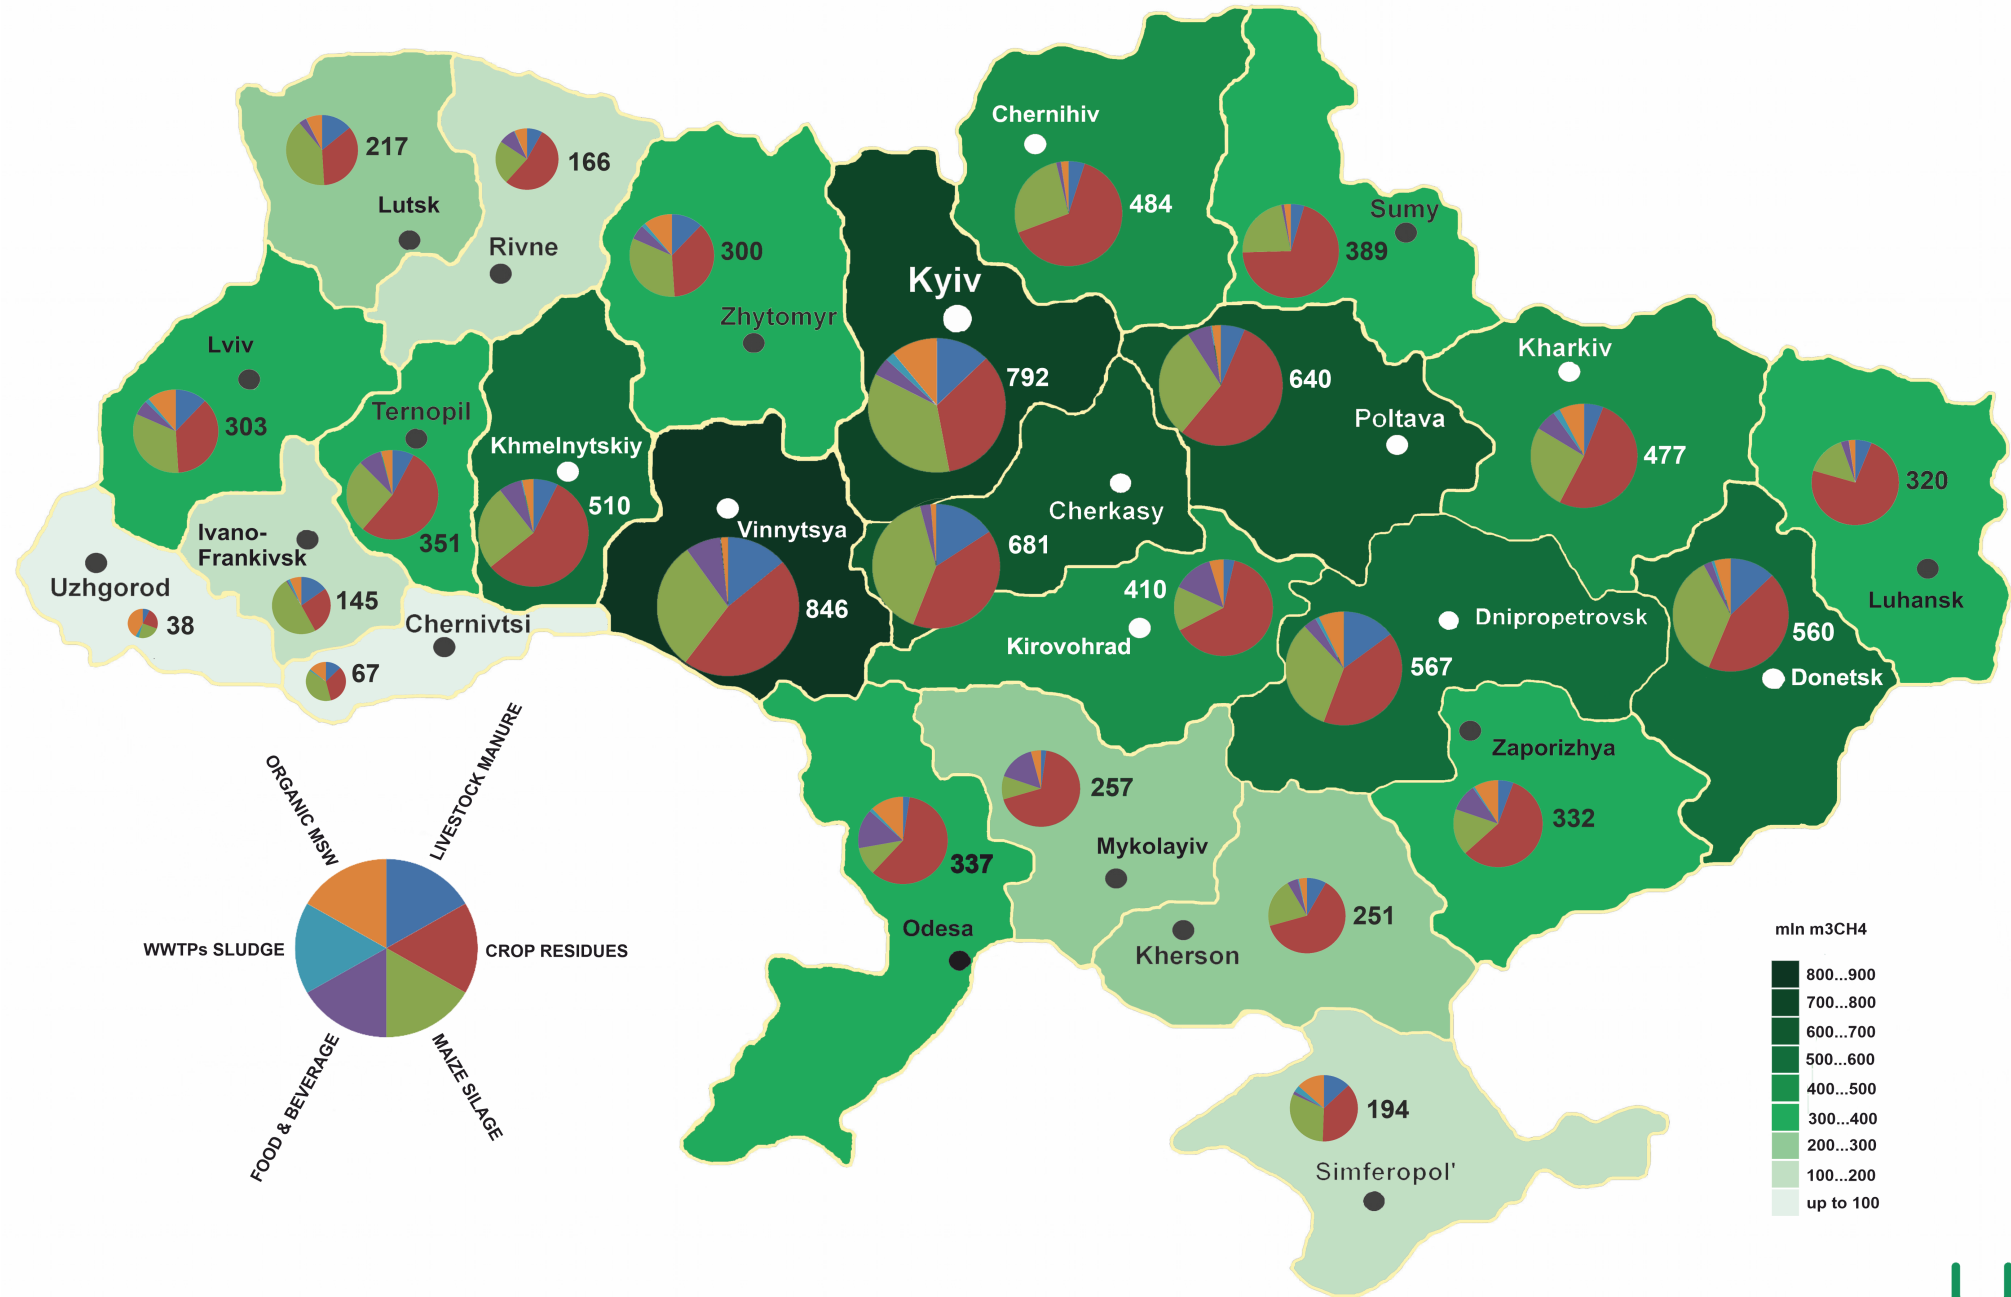 Chernihiv
484
217
Lutsk
166
Rivne
Sumy
389
300
Zhytomyr
Kyiv
792
640
Poltava
Kharkiv
477
320
Luhansk
Lviv
303
Ternopil
351
Khmelnytskiy
510
Vinnytsya
846
Cherkasy
681
Ivano-
Frankivsk
145
Uzhgorod
38
Chernivtsi
67
410
Kirovohrad
Dnipropetrovsk
567
560
Donetsk
Zaporizhya
332
257
Mykolayiv
337
Odesa
251
Kherson
194
Simferopol'
ORGANIC MSW
LIVESTOCK MANURE
WWTPs SLUDGE
CROP RESIDUES
FOOD & BEVERAGE
MAIZE SILAGE
mln m3CH4
800...900
700...800
600...700
500...600
400...500
300...400
200...300
100...200
up to 100